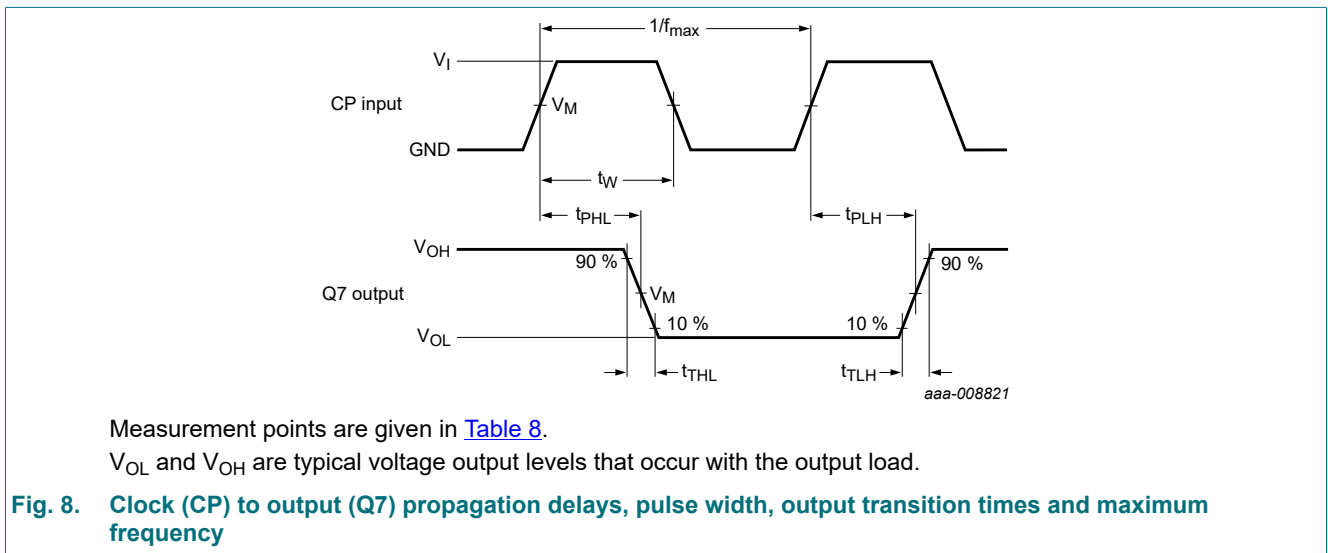 1/fmax
VI
CP input
VM
GND
tW
tPHL
tPLH
VOH
90 %
90 %
Q7 output
VM
10 %
10 %
VOL
tTHL
tTLH
aaa-008821
Measurement points are given in Table 8.
VOL and VOH are typical voltage output levels that occur with the output load.
Fig. 8. Clock (CP) to output (Q7) propagation delays, pulse width, output transition times and maximum
frequency